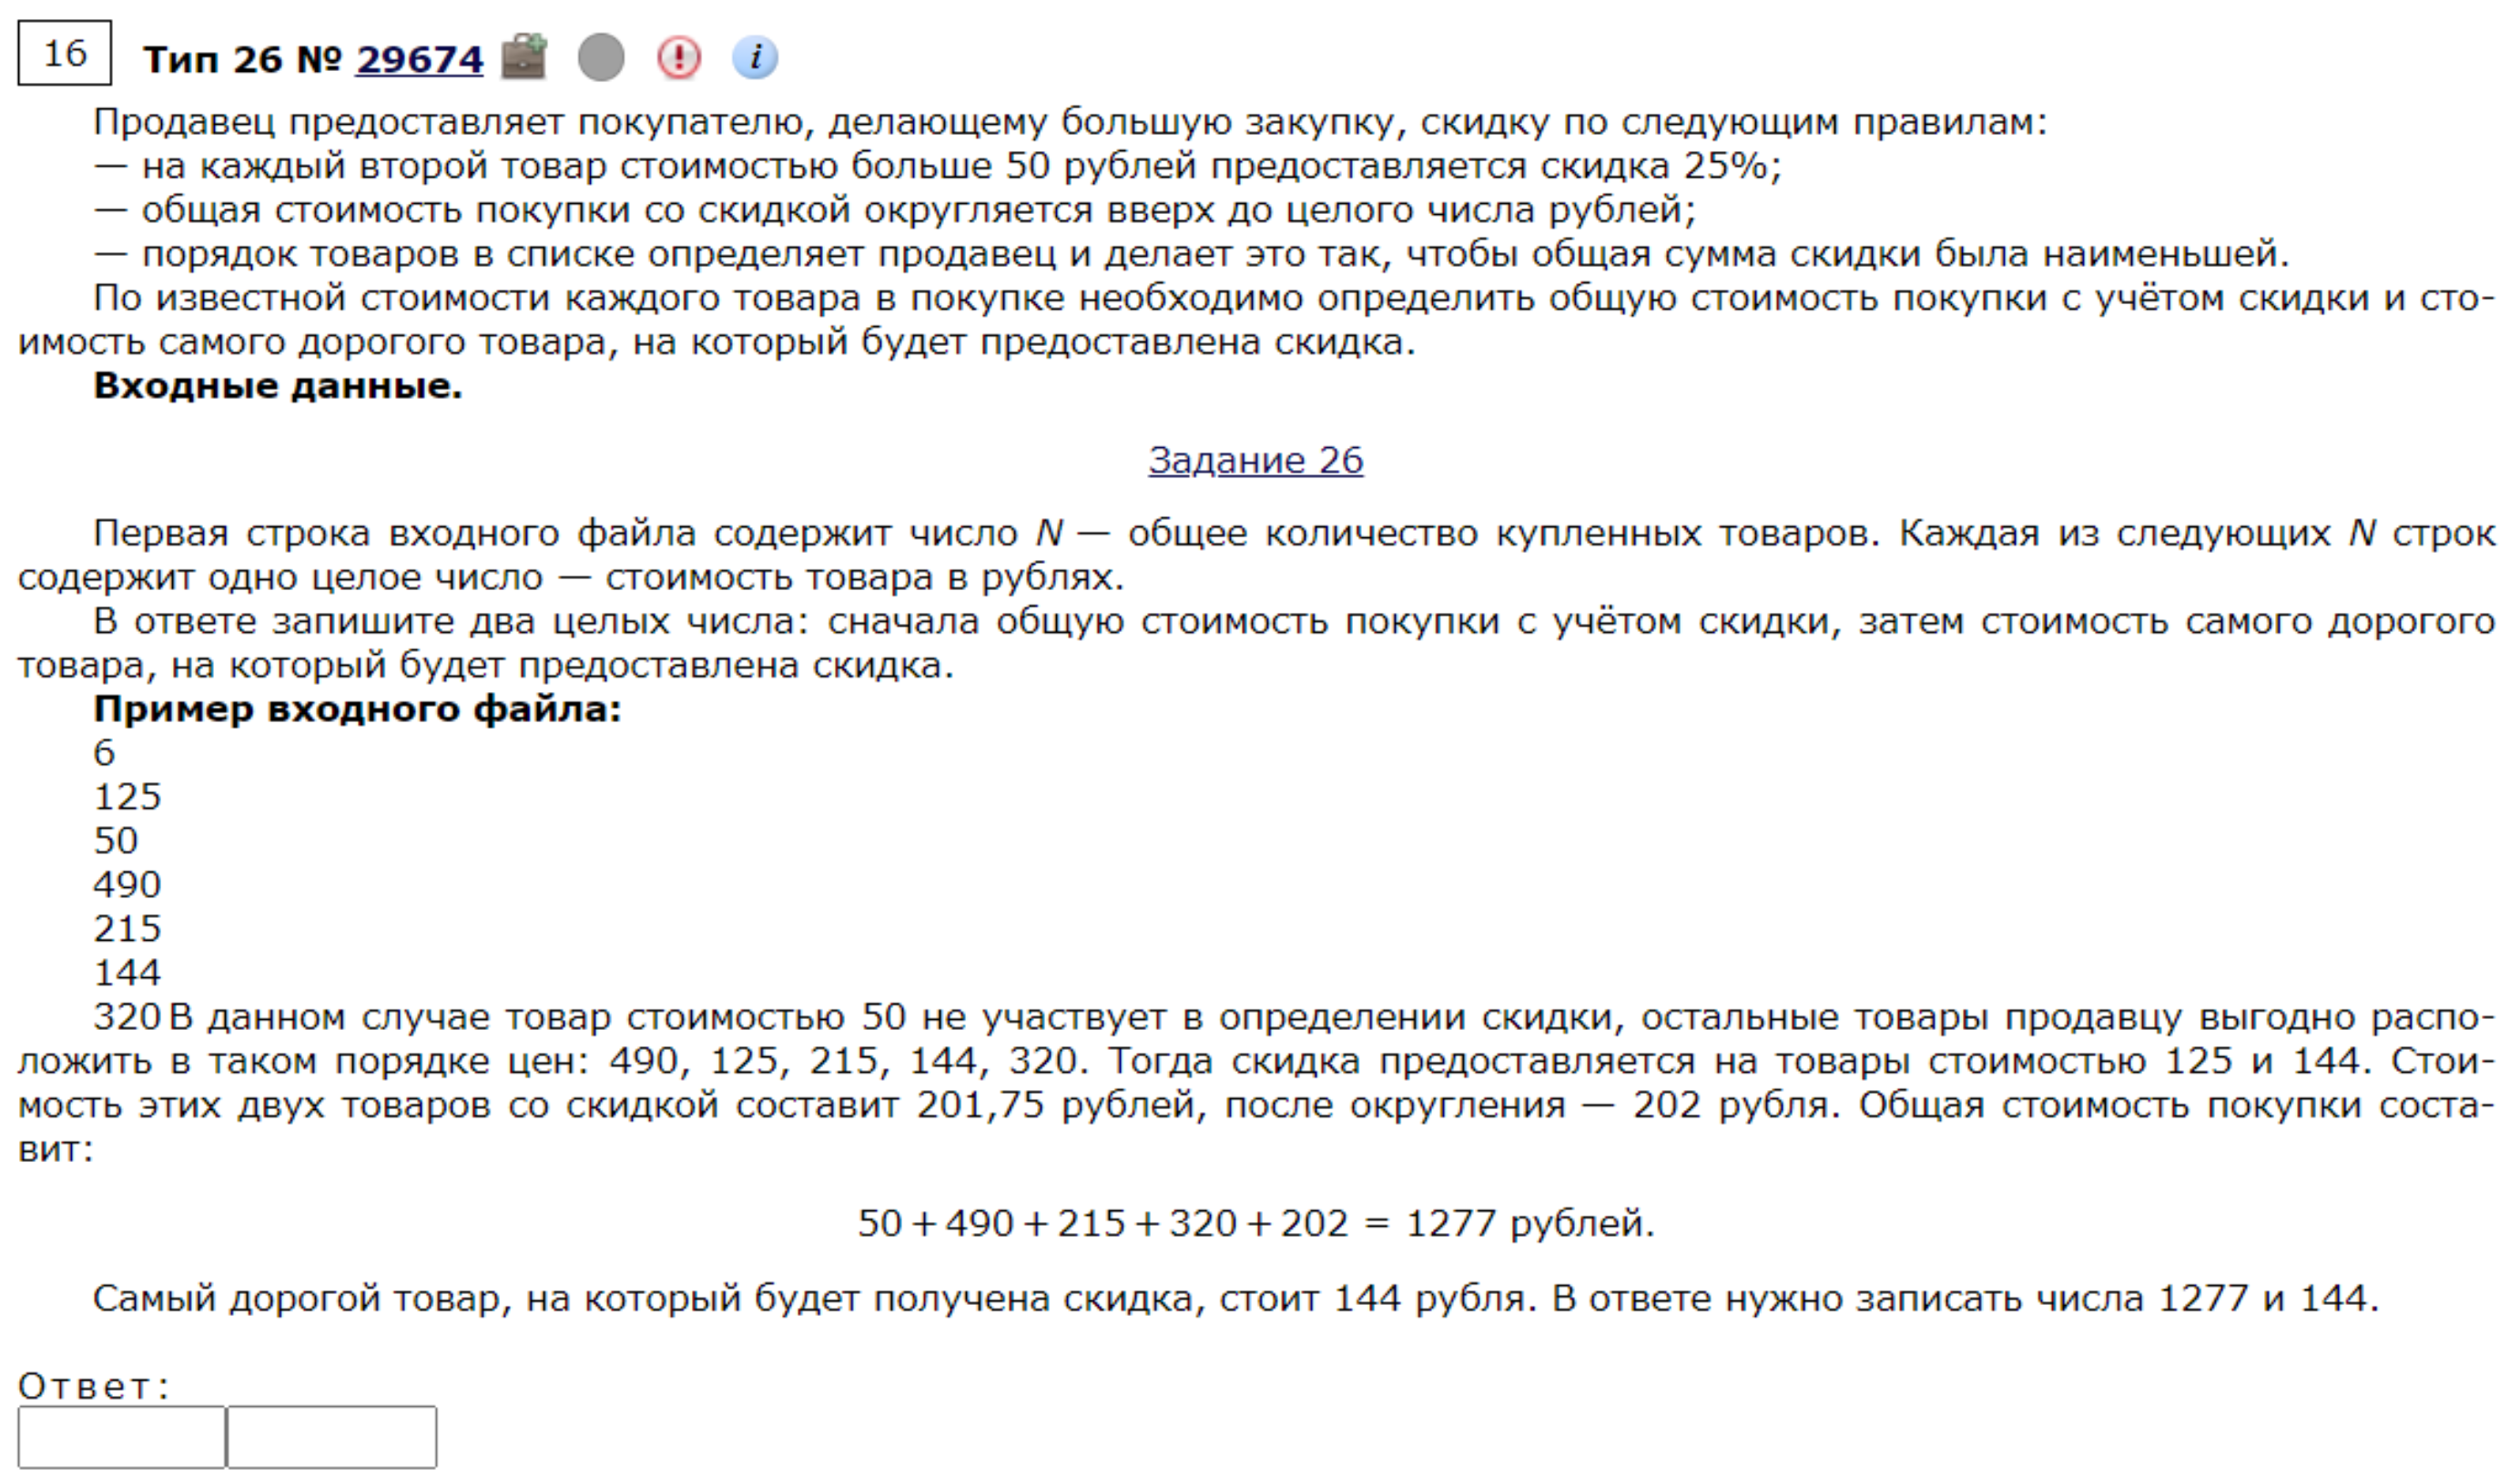 16 Тип 26 № 29674
Продавец предоставляет покупателю, делающему большую закупку, скидку по следующим правилам:
— на каждый второй товар стоимостью больше 50 рублей предоставляется скидка 25%;
— общая стоимость покупки со скидкой округляется вверх до целого числа рублей;
— порядок товаров в списке определяет продавец и делает это так, чтобы общая сумма скидки была наименьшей.
По известной стоимости каждого товара в покупке необходимо определить общую стоимость покупки с учётом скидки и сто-
имость самого дорогого товара, на который будет предоставлена скидка.
Входные данные.
Задание 26
Первая строка входного файла содержит число N — общее количество купленных товаров. Каждая из следующих N строк
содержит одно целое число — стоимость товара в рублях.
В ответе запишите два целых числа: сначала общую стоимость покупки с учётом скидки, затем стоимость самого дорогого
товара, на который будет предоставлена скидка.
Пример входного файла:
6
125
50
490
215
144
320 В данном случае товар стоимостью 50 не участвует в определении скидки, остальные товары продавцу выгодно распо-
ложить в таком порядке цен: 490, 125, 215, 144, 320. Тогда скидка предоставляется на товары стоимостью 125 и 144. Стои-
мость этих двух товаров со скидкой составит 201,75 рублей, после округления — 202 рубля. Общая стоимость покупки соста-
вит:
50 + 490 + 215 + 320 + 202 = 1277 рублей.
Самый дорогой товар, на который будет получена скидка, стоит 144 рубля. В ответе нужно записать числа 1277 и 144.
Ответ: